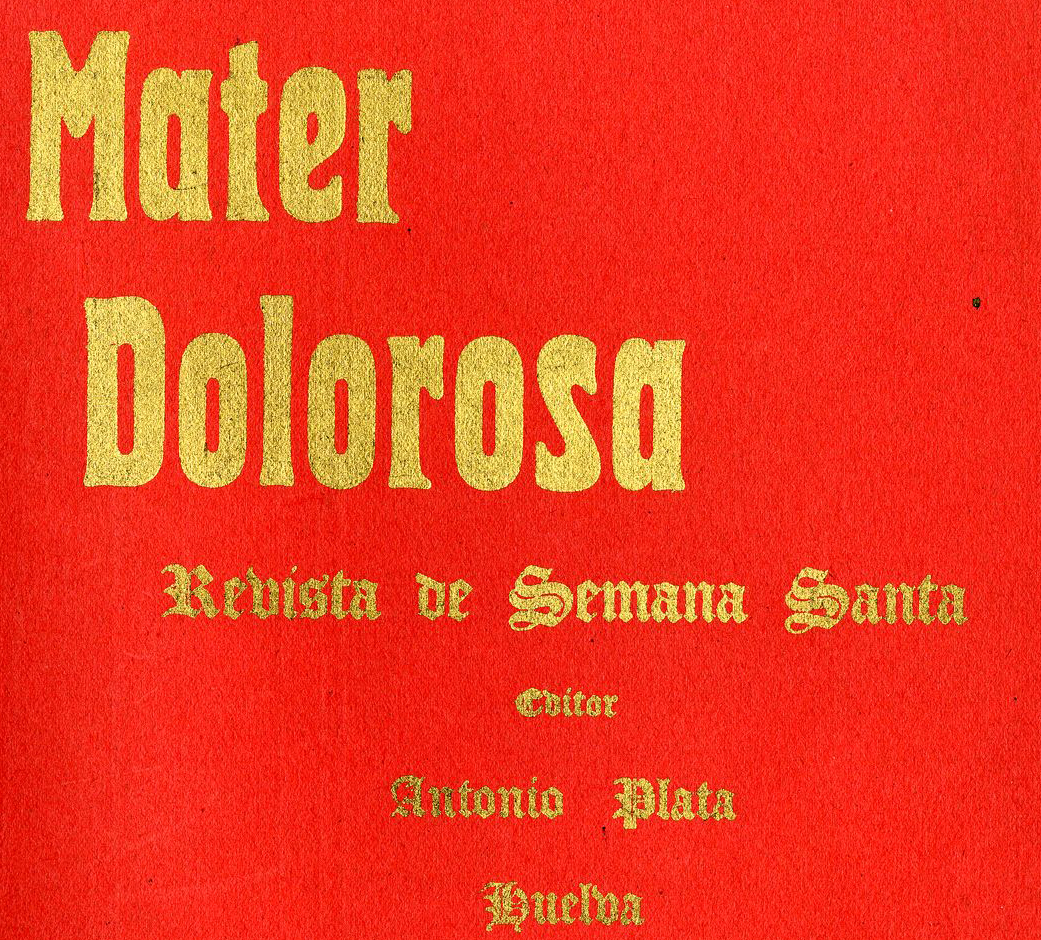 Mater
Dolorosa
Revista de Semana Santa
Editor
Antonio Plata
Huelva